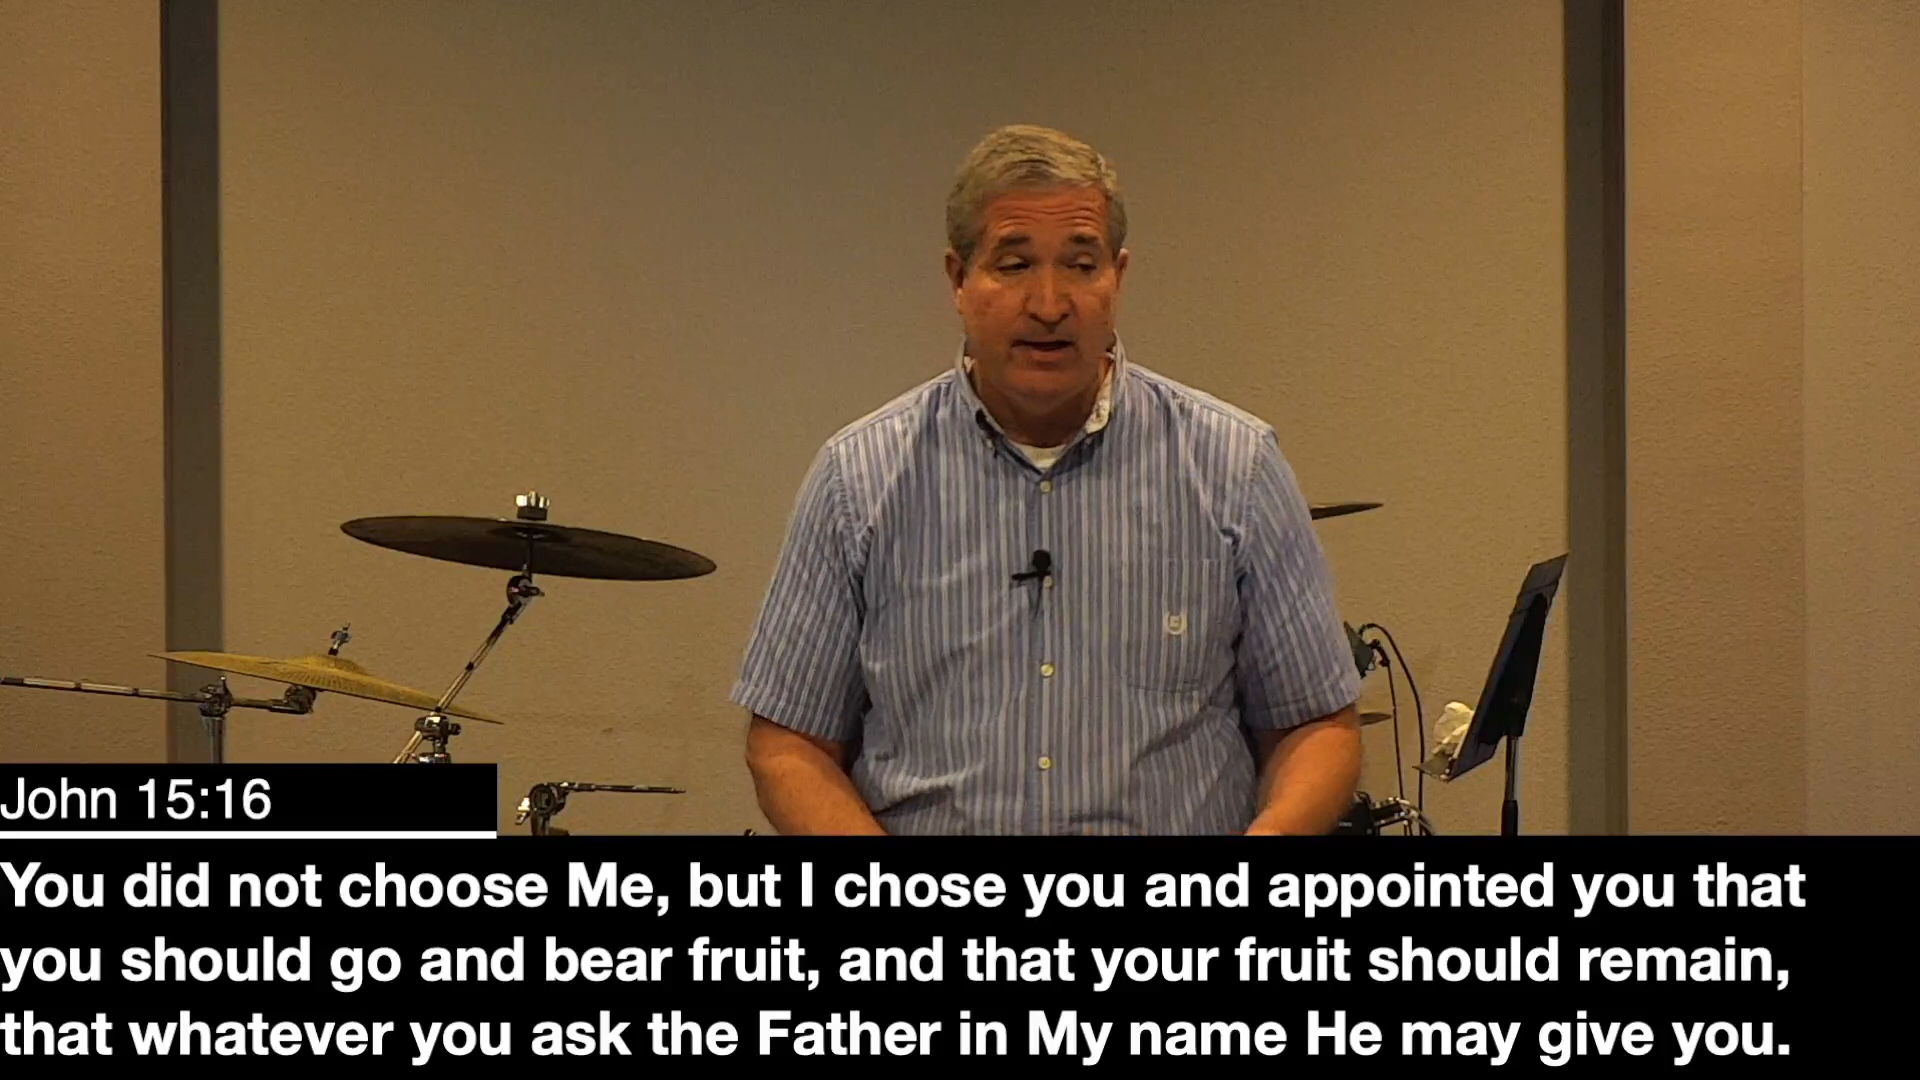 John 15:16
You did not choose Me, but I chose you and appointed you that
you should go and bear fruit, and that your fruit should remain,
that whatever you ask the Father in My name He may give you.